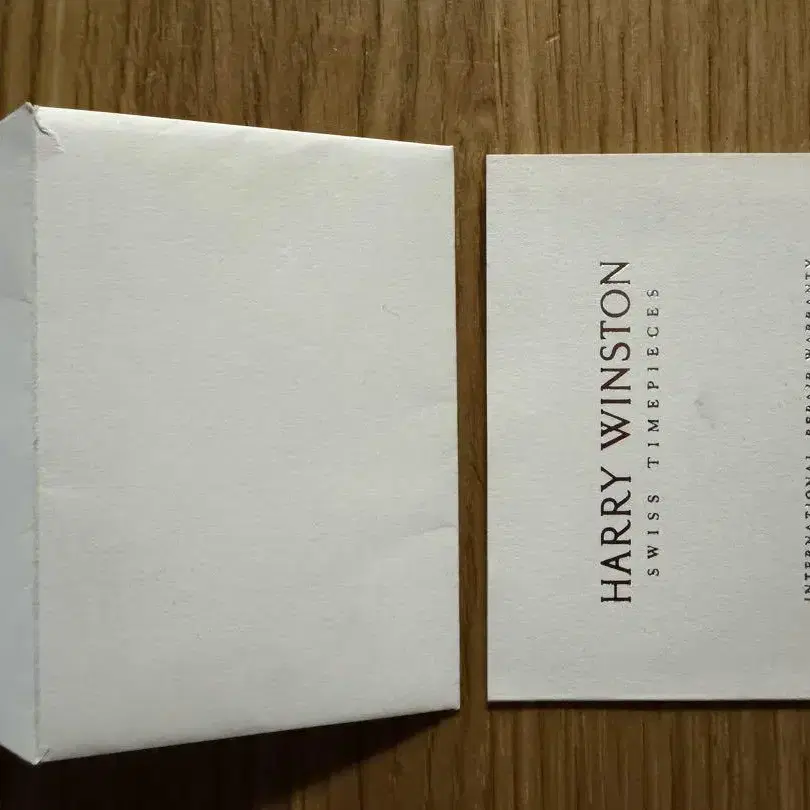 HARRY WINSTON
SWISS TIMEPIECES
INTERNATIONAL REPAIR WARRANTY